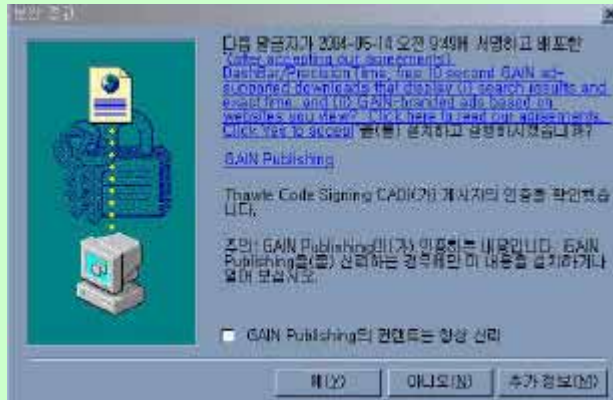 보안 경고
다음 발급자가 2004-05-14 오전 9:49에 서명하고 배포한
(after accepting our agreements),
DashBar/Precision Time, free 10 second GAIN ad-
supported downloads that display (i) search results and
exact time, and (ii) GAIN-branded ads based on
websites you view? Click here to read our agreements.
Click Yes to accept 을(를) 설치하고 실행하시겠습니까?
GAIN Publishing
Thawte Code Signing CA이(가) 게시자의 인증을 확인했습
니다.
주의: GAIN Publishing이(가) 인증하는 내용입니다. GAIN
Publishing을(를) 신뢰하는 경우에만 이 내용을 설치하거나
열어 보십시오.
GAIN Publishing의 컨텐트는 항상 신뢰
예(Y)
아니오(N)
추가 정보(M)